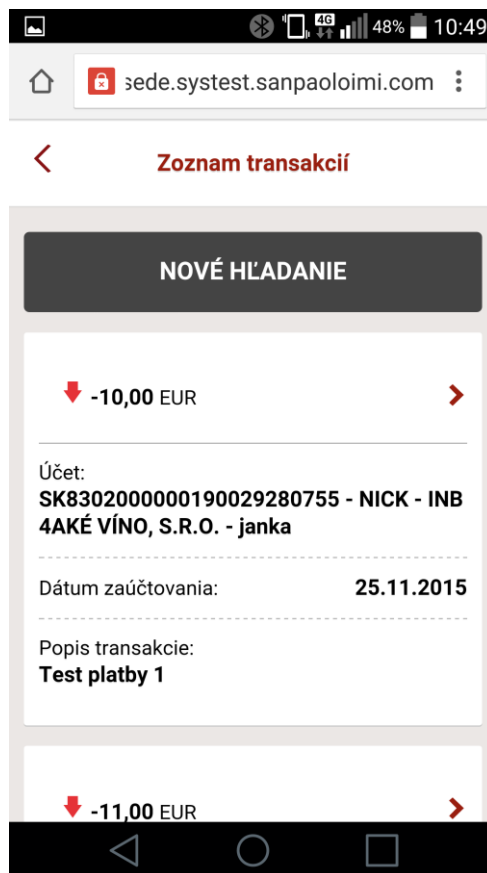 4G 48% 10:49
sede.systest.sanpaoloimi.com
Zoznam transakcií
NOVÉ HĽADANIE
-10,00 EUR
Účet:
SK8302000000190029280755 - NICK - INB
4AKÉ VÍNO, S.R.O. - janka
Dátum zaúčtovania: 25.11.2015
Popis transakcie:
Test platby 1
-11,00 EUR